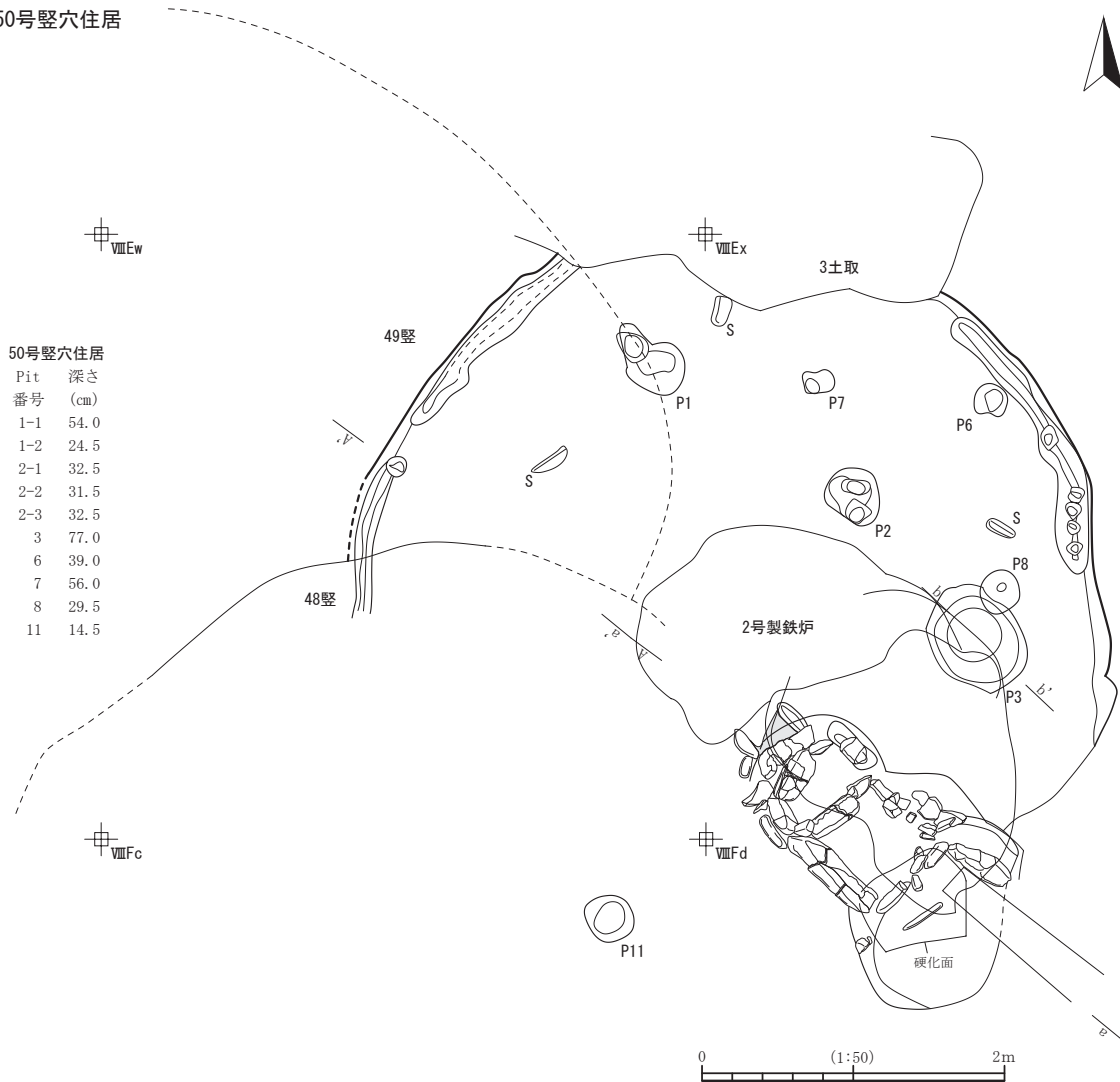 50号竪穴住居
ⅧEw
ⅧEx
3土取
49竪
S
50号竪穴住居
Pit 深さ
番号 (cm)
1-1 54.0
1-2 24.5
2-1 32.5
2-2 31.5
2-3 32.5
3 77.0
6 39.0
7 56.0
8 29.5
11 14.5
P1
P7
P6
A'
S
P2
S
P8
48竪
b
2号製鉄炉
a'
A
b'
P3
ⅧFc
ⅧFd
P11
硬化面
a
0 (1:50) 2m